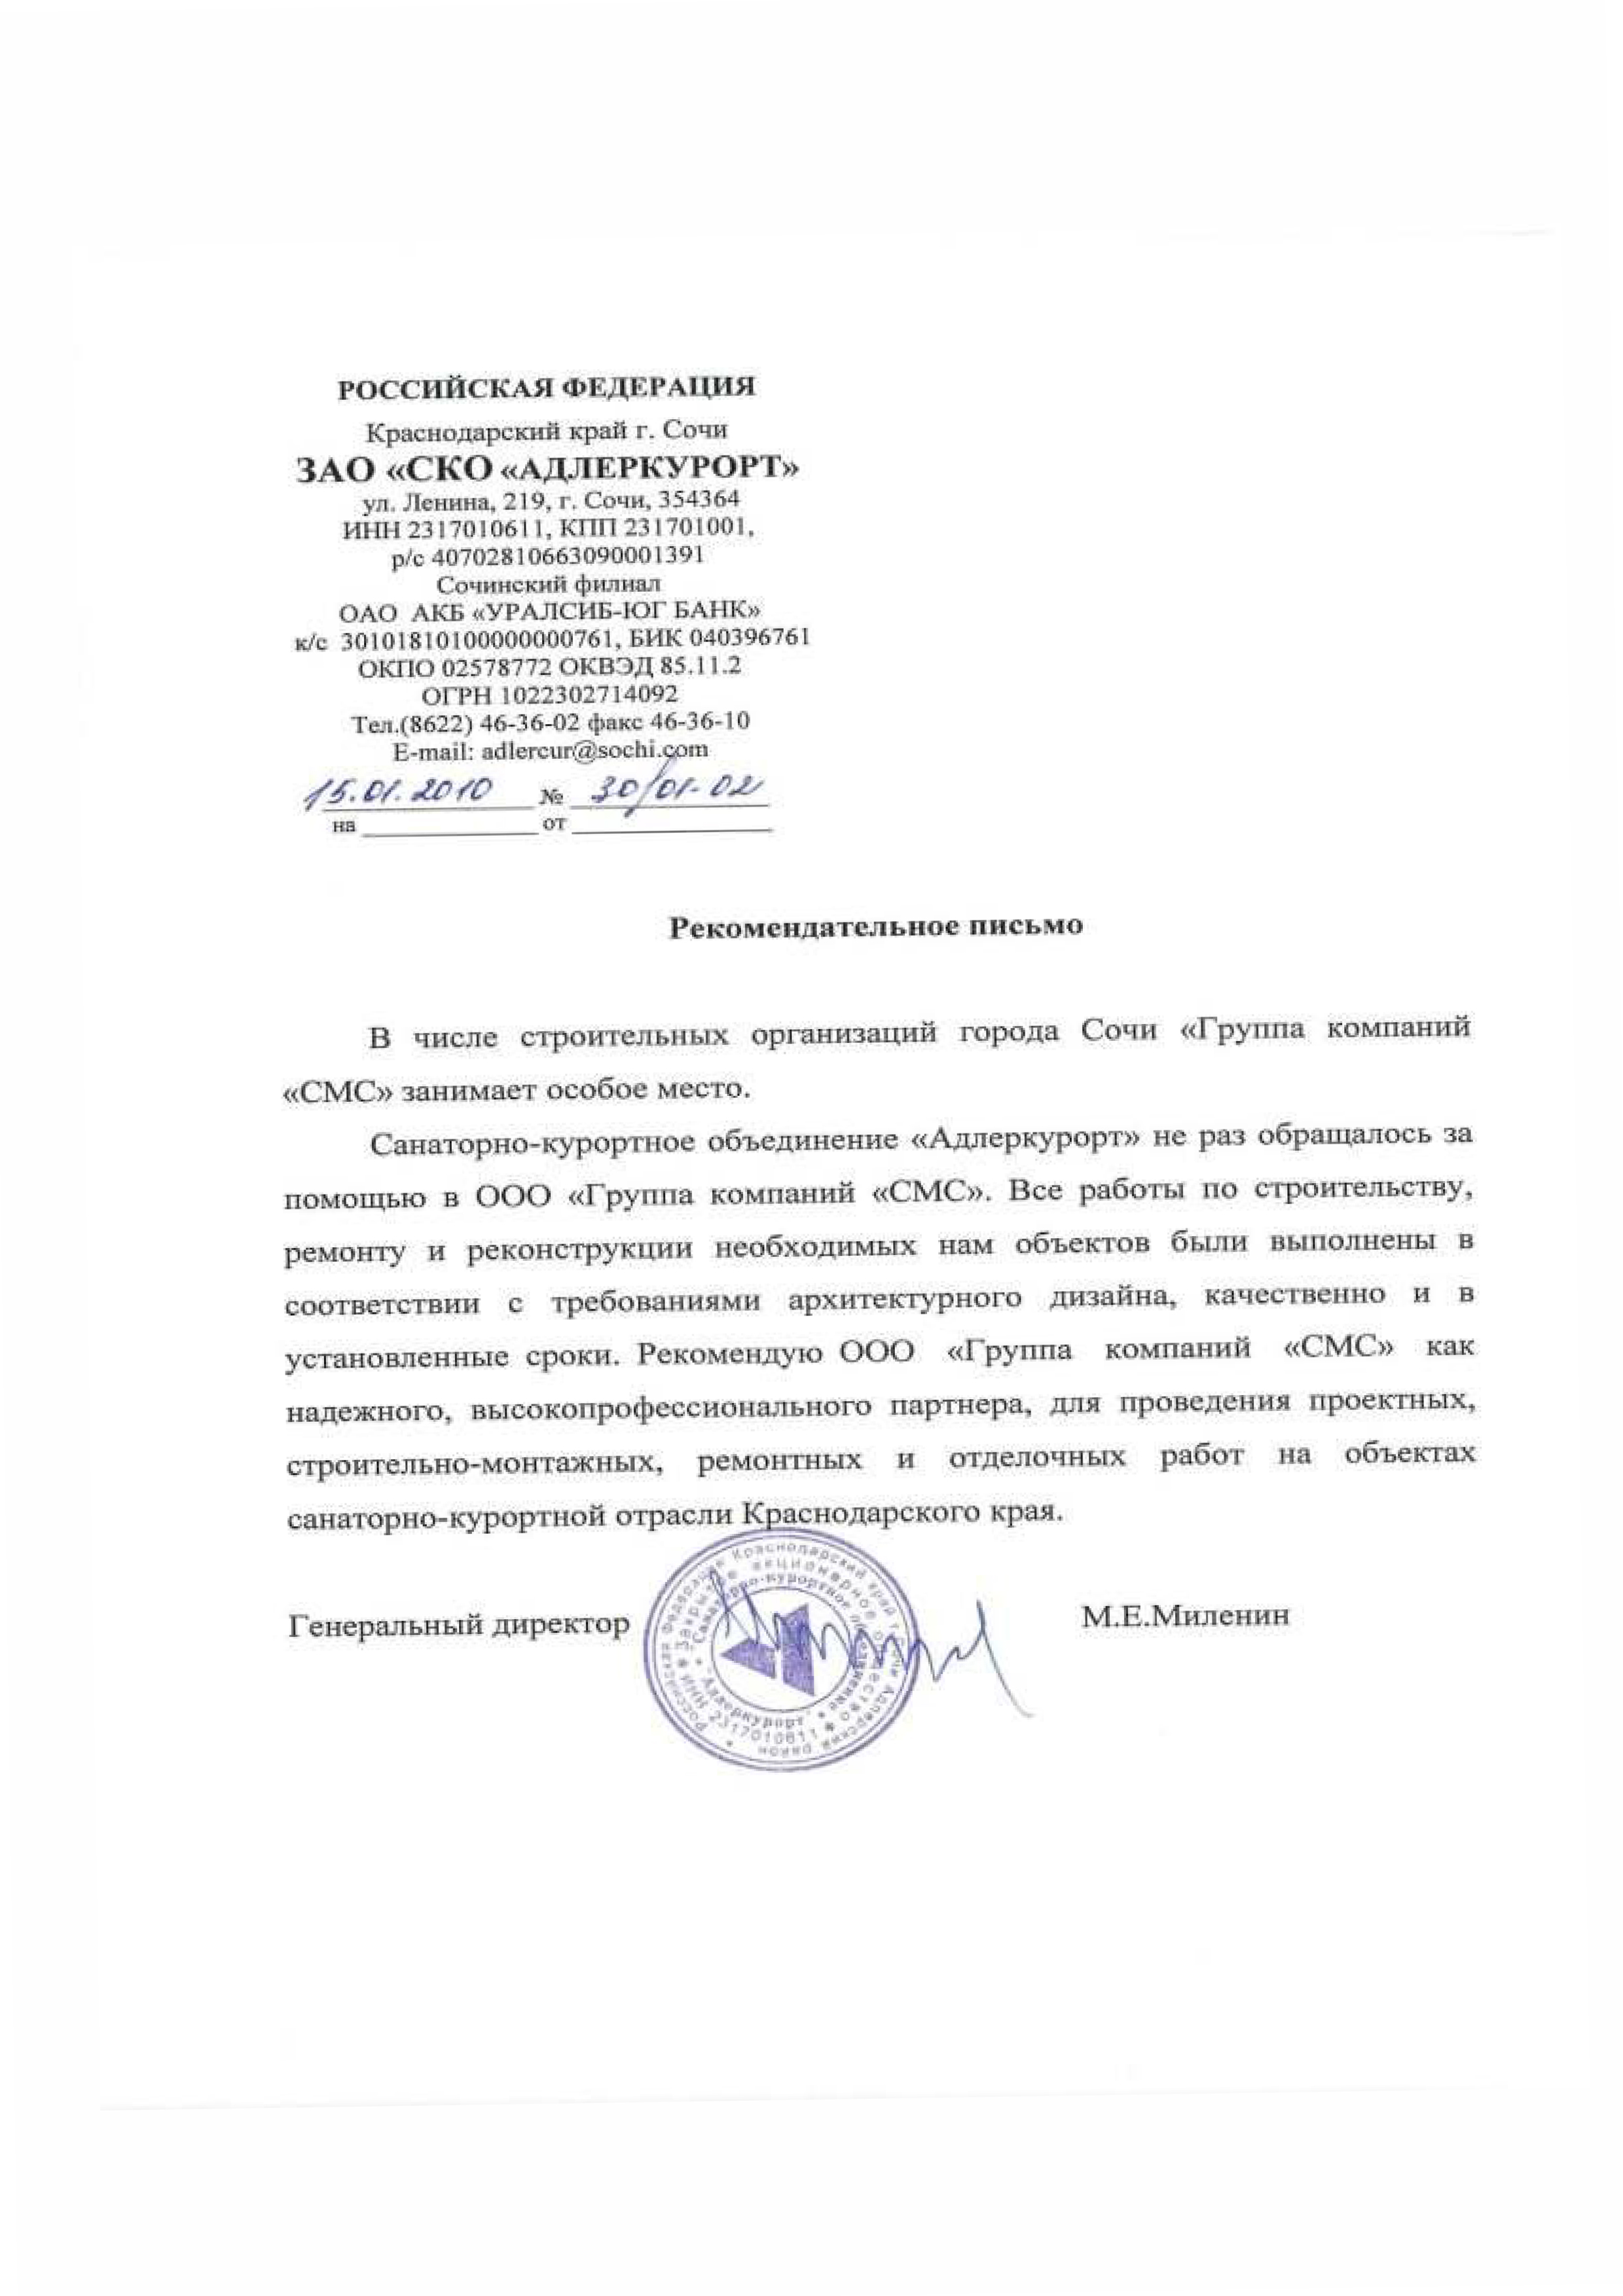 РОССИЙСКАЯ ФЕДЕРАЦИЯ
Краснодарский край г. Сочи
ЗАО «СКО «АДЛЕРКУРОРТ»
ул. Ленина, 219, г. Сочи, 354364
ИНН 2317010611, КПП 231701001,
р/с 40702810663090001391
Сочинский филиал
ОАО АКБ «УРАЛСИБ-ЮГ БАНК»
к/с 30101810100000000761, БИК 040396761
ОКПО 02578772 ОКВЭД 85.11.2
ОГРН 1022302714092
Тел.(8622) 46-36-02 факс 46-36-10
E-mail: adlercur@sochi.com
15.01.2010 № 30/01-02
на от
Рекомендательное письмо
В числе строительных организаций города Сочи «Группа компаний
«СМС» занимает особое место.
Санаторно-курортное объединение «Адлеркурорт» не раз обращалось за
помощью в ООО «Группа компаний «СМС». Все работы по строительству,
ремонту и реконструкции необходимых нам объектов были выполнены в
соответствии с требованиями архитектурного дизайна, качественно и в
установленные сроки. Рекомендую ООО «Группа компаний «СМС» как
надежного, высокопрофессионального партнера, для проведения проектных,
строительно-монтажных, ремонтных и отделочных работ на объектах
санаторно-курортной отрасли Краснодарского края.
Генеральный директор М.Е.Миленин
Российская Федерация Краснодарский край г. Сочи Адлерский район
Закрытое акционерное общество
ИНН 2317010611
Санаторно-курортное объединение
"Адлеркурорт"